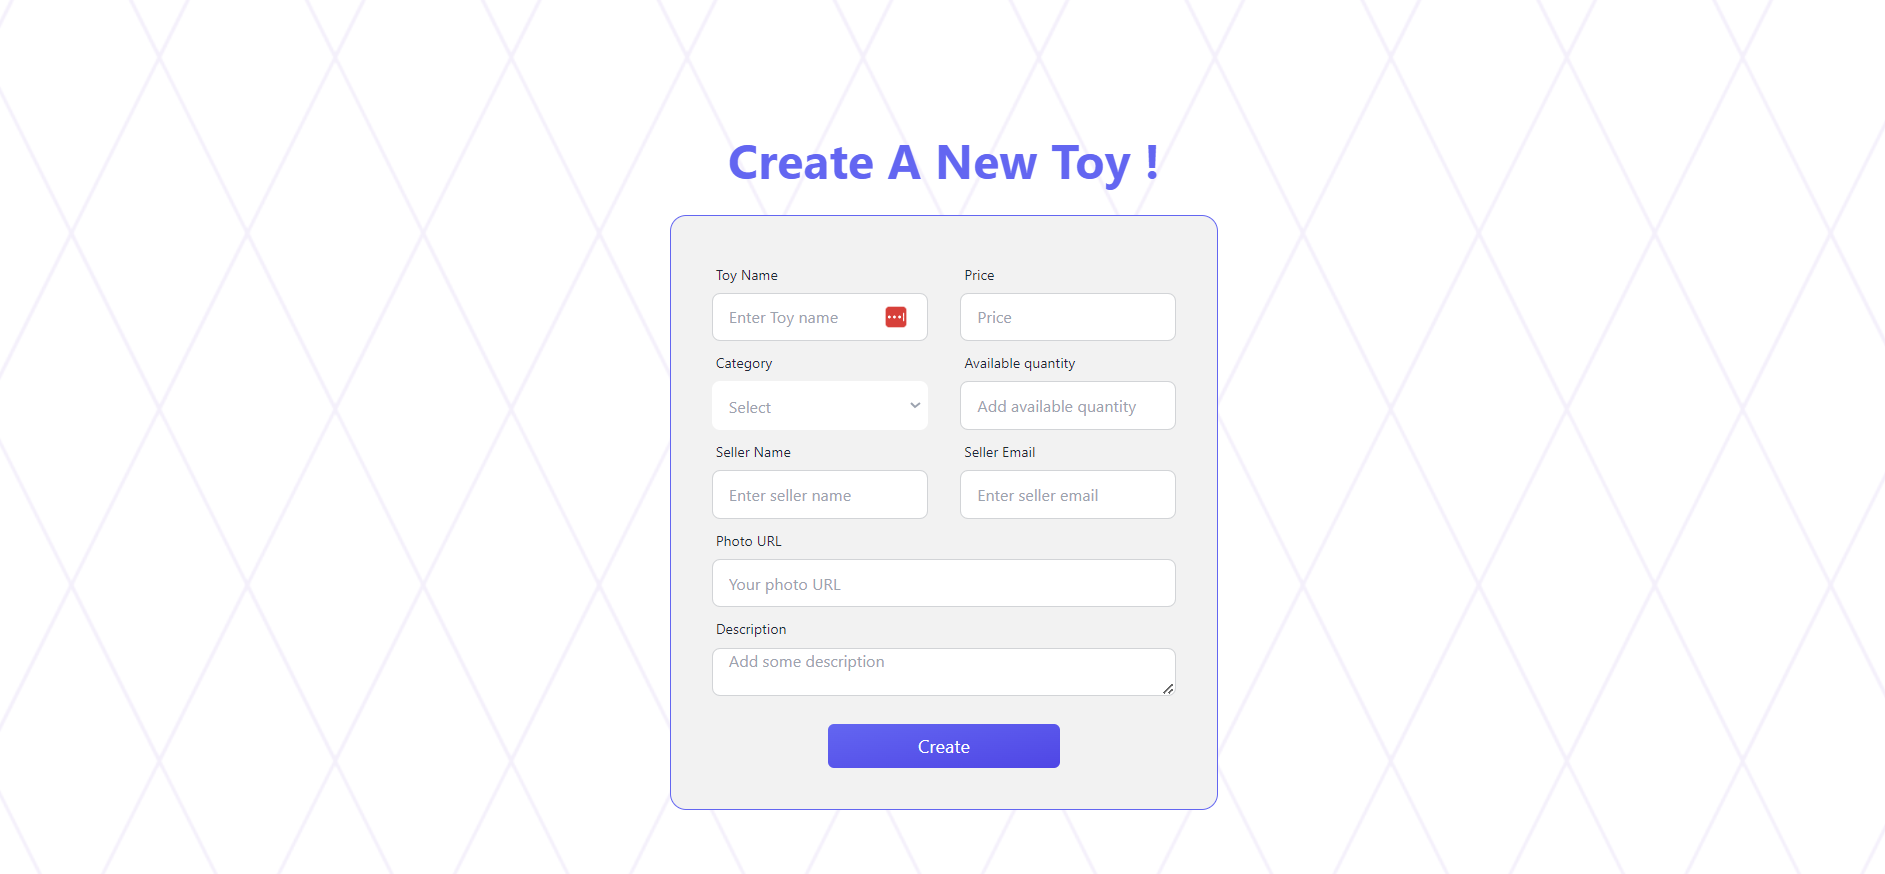 Create A New Toy !
Toy Name
Price
Enter Toy name
Price
Category
Available quantity
Select
Add available quantity
Seller Name
Seller Email
Enter seller name
Enter seller email
Photo URL
Your photo URL
Description
Add some description
Create